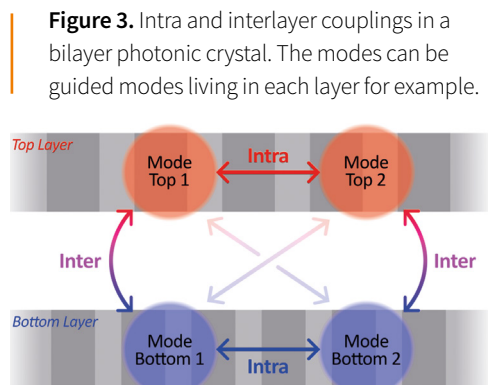 Figure 3. Intra and interlayer couplings in a
bilayer photonic crystal. The modes can be
guided modes living in each layer for example.
Top Layer
Mode
Top 1
Intra
Mode
Top 2
Inter
Inter
Bottom Layer
Mode
Bottom 1
Intra
Mode
Bottom 2